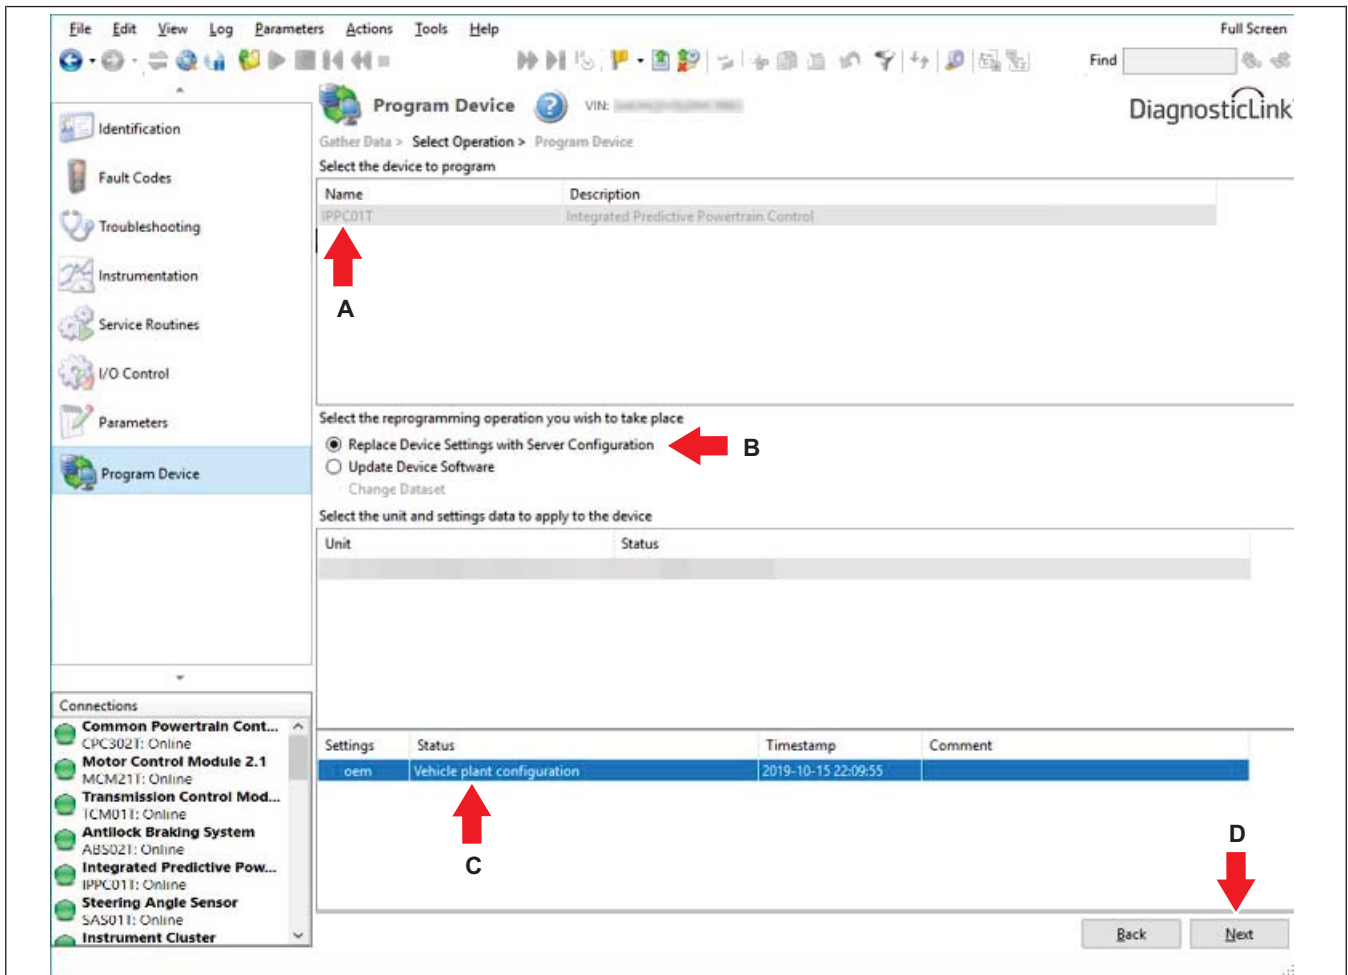 File Edit View Log Parameters Actions Tools Help Full Screen
Find
Program Device ? VIN:
DiagnosticLink
Gather Data > Select Operation > Program Device
Select the device to program
Name Description
IPPC01T Integrated Predictive Powertrain Control
A
Identification
Fault Codes
Troubleshooting
Instrumentation
Service Routines
I/O Control
Parameters
Program Device
Select the reprogramming operation you wish to take place
Replace Device Settings with Server Configuration
B
Update Device Software
Change Dataset
Select the unit and settings data to apply to the device
Unit Status
Settings Status Timestamp Comment
oem Vehicle plant configuration 2019-10-15 22:09:55
C
D
Connections
Common Powertrain Cont...
CPC302T: Online
Motor Control Module 2.1
MCM21T: Online
Transmission Control Mod...
TCM01T: Online
Antilock Braking System
ABS02T: Online
Integrated Predictive Pow...
IPPC01T: Online
Steering Angle Sensor
SAS01T: Online
Instrument Cluster
Back Next